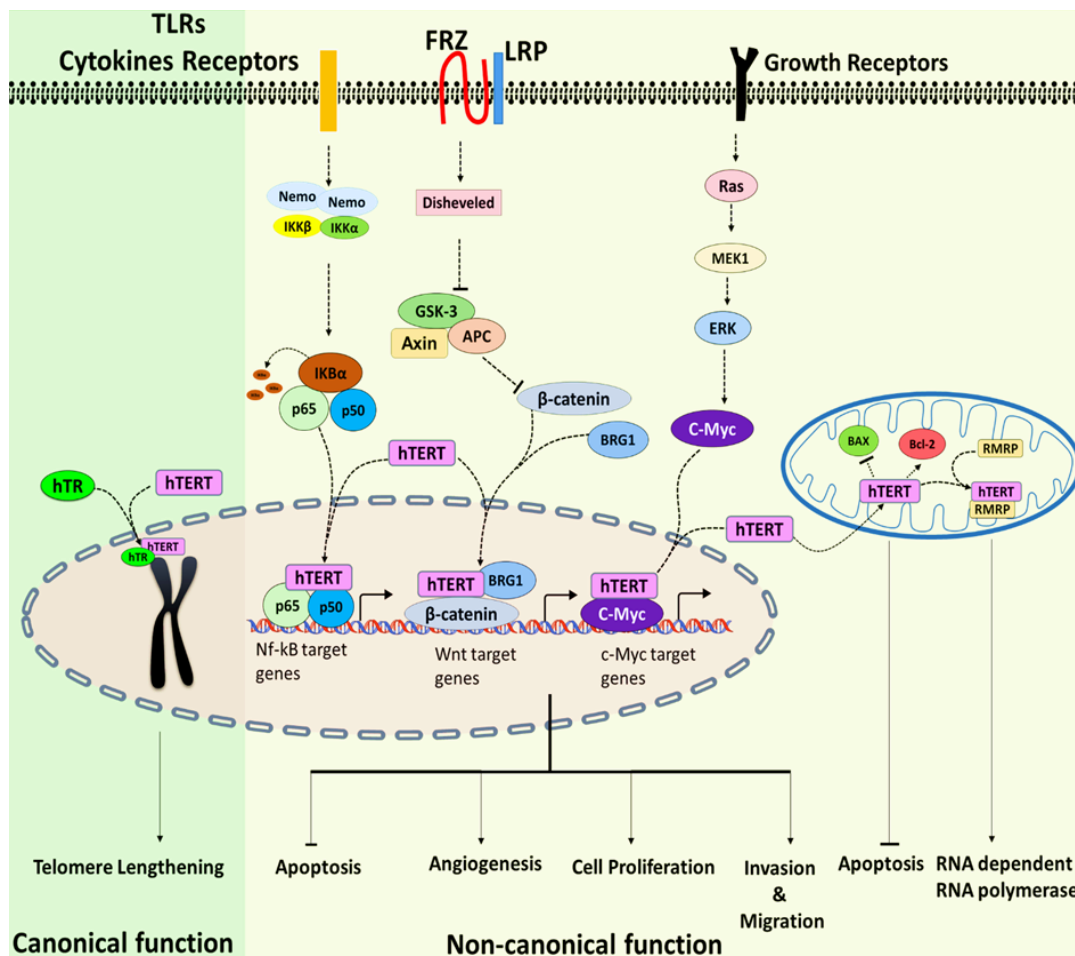 TLRs
Cytokines Receptors
FRZ
LRP
Growth Receptors
Nemo
Nemo
IKKβ
IKKα
Disheveled
Ras
MEK1
GSK-3
Axin
APC
ERK
IKBα
p65
p50
β-catenin
BRG1
C-Myc
hTERT
BAX
Bcl-2
RMRP
hTERT
hTERT
RMRP
hTR
hTERT
hTERT
hTR
hTERT
hTERT
p65
p50
hTERT
BRG1
β-catenin
hTERT
C-Myc
Nf-kB target
genes
Wnt target
genes
c-Myc target
genes
Telomere Lengthening
Apoptosis
Angiogenesis
Cell Proliferation
Invasion
&
Migration
Apoptosis
RNA dependent
RNA polymerase
Canonical function
Non-canonical function